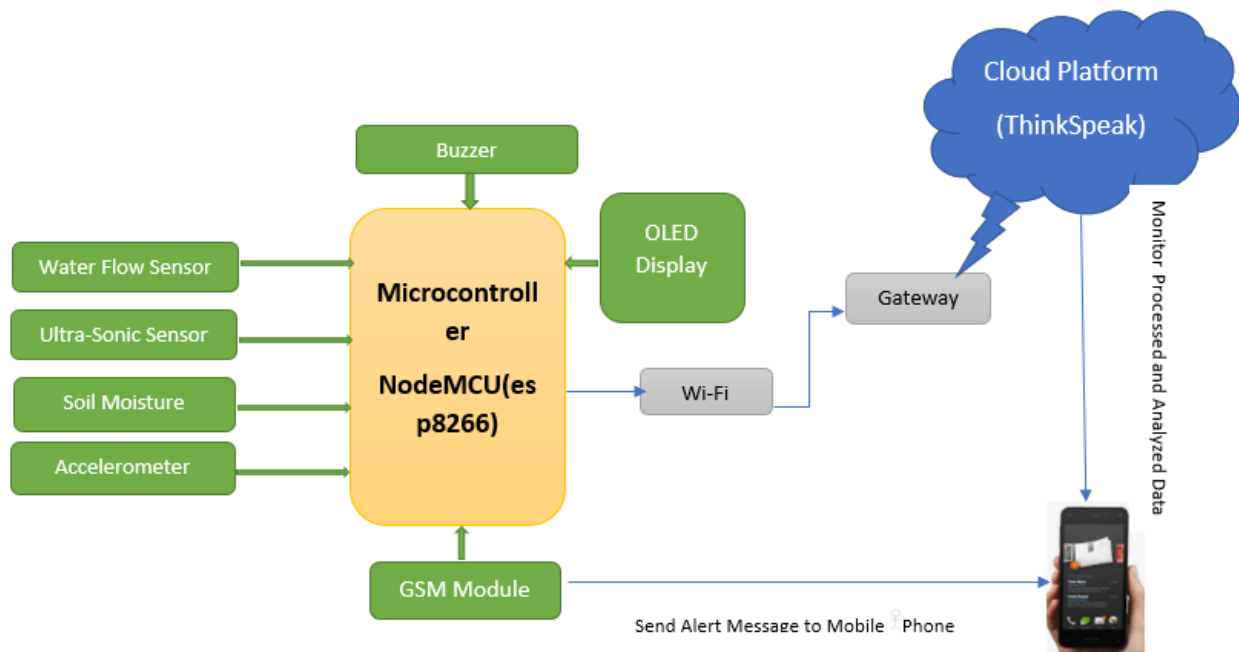 Cloud Platform
(ThinkSpeak)
Buzzer
OLED
Display
Water Flow Sensor
Ultra-Sonic Sensor
Soil Moisture
Accelerometer
Microcontroll
er
NodeMCU(es
p8266)
Wi-Fi
Gateway
Monitor Processed and Analyzed Data
GSM Module
Send Alert Message to Mobile Phone